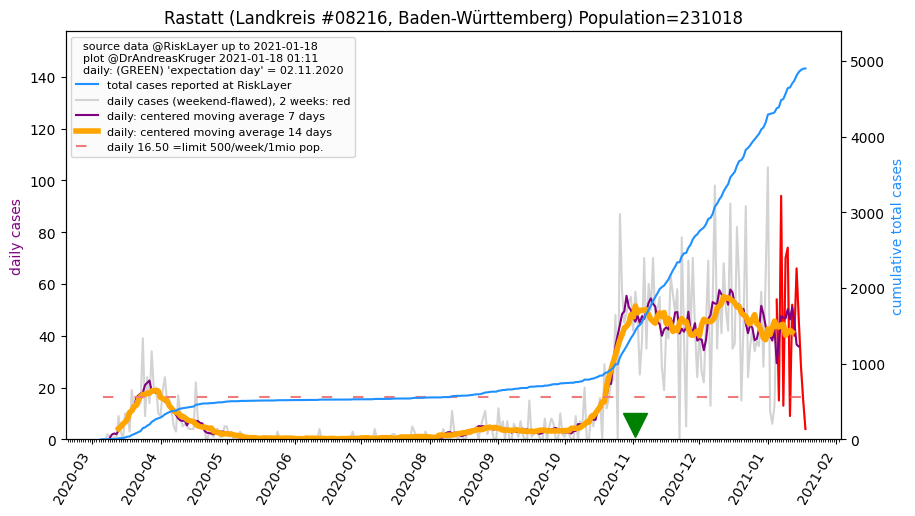 Rastatt (Landkreis #08216, Baden-Württemberg) Population=231018
source data @RiskLayer up to 2021-01-18
plot @DrAndreasKruger 2021-01-18 01:11
daily: (GREEN) 'expectation day' = 02.11.2020
total cases reported at RiskLayer
daily cases (weekend-flawed), 2 weeks: red
daily: centered moving average 7 days
daily: centered moving average 14 days
daily 16.50 =limit 500/week/1mio pop.
daily cases
140
120
100
80
60
40
20
0
cumulative total cases
5000
4000
3000
2000
1000
0
2020-03
2020-04
2020-05
2020-06
2020-07
2020-08
2020-09
2020-10
2020-11
2020-12
2021-01
2021-02